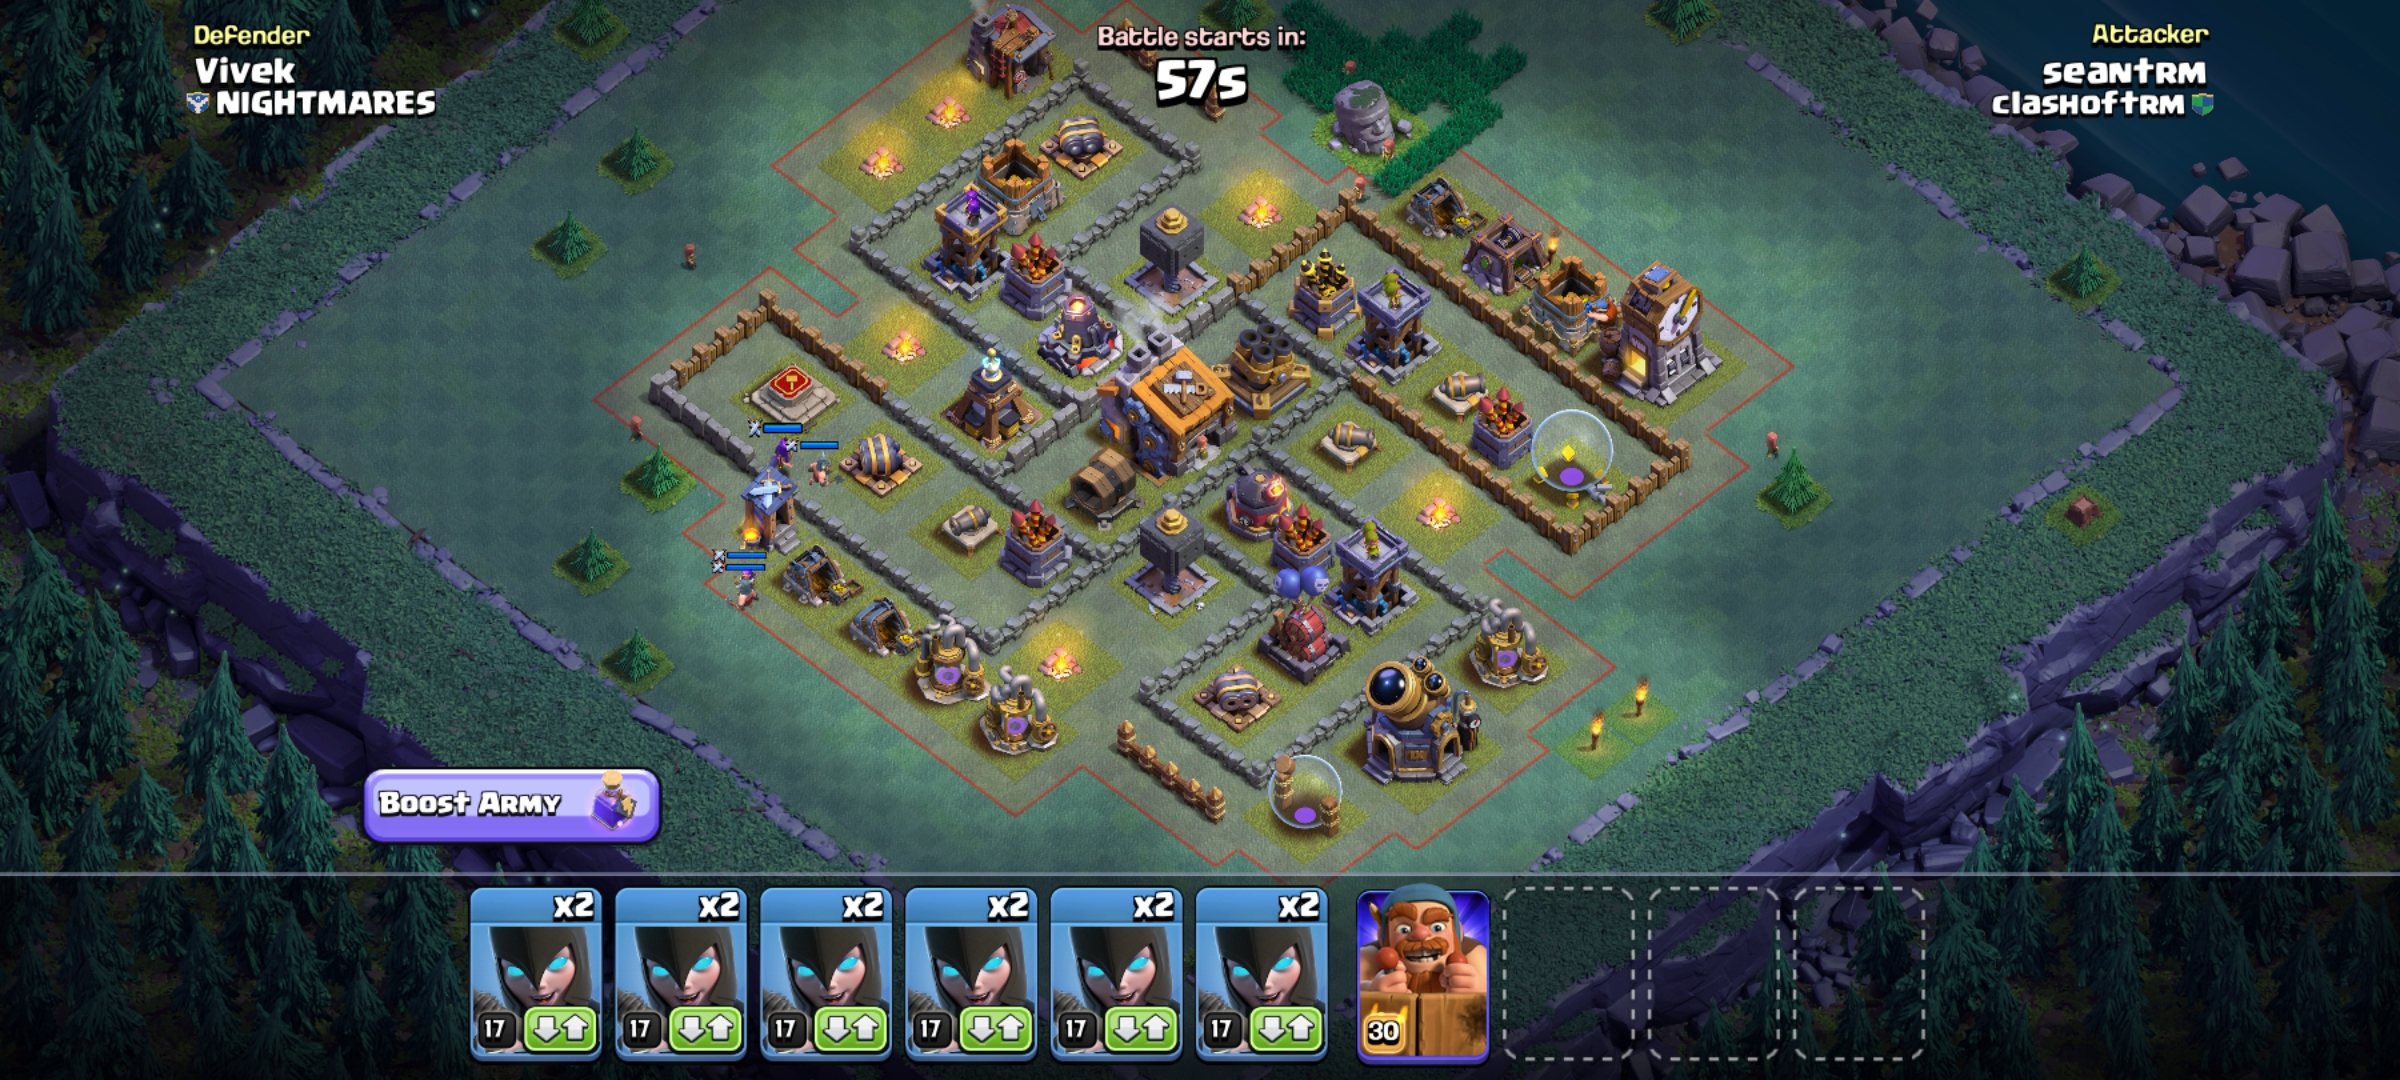 Defender
Vivek
NIGHTMARES
Battle starts in:
57s
Attacker
seantRM
clashoftRM
Boost Army
x2
x2
x2
x2
x2
x2
17
17
17
17
17
17
30